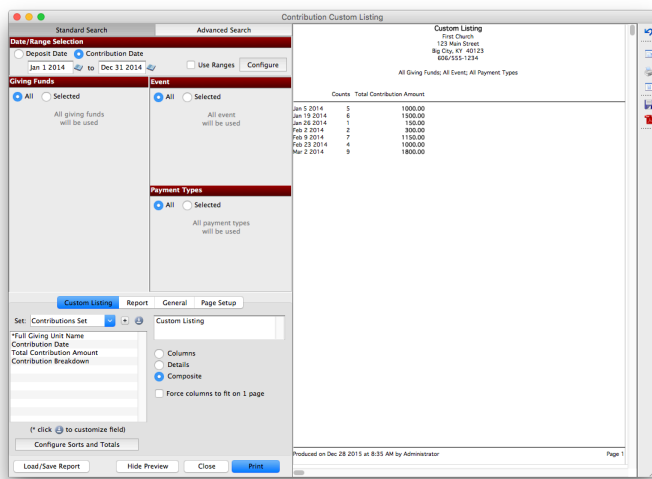 Contribution Custom Listing
Standard Search
Advanced Search
Date/Range Selection
Deposit Date Contribution Date
Jan 1 2014 to Dec 31 2014
Use Ranges
Configure
Giving Funds
All Selected
All giving funds
will be used
Event
All Selected
All event
will be used
Payment Types
All Selected
All payment types
will be used
Custom Listing Report General Page Setup
Set: Contributions Set
*Full Giving Unit Name
Contribution Date
Total Contribution Amount
Contribution Breakdown
(* click to customize field)
Configure Sorts and Totals
Custom Listing
Columns
Details
Composite
Force columns to fit on 1 page
Load/Save Report
Hide Preview
Close
Print
Custom Listing
First Church
123 Main Street
Big City, KY 40123
606/555-1234
All Giving Funds; All Event; All Payment Types
Counts Total Contribution Amount
Jan 5 2014 5 1000.00
Jan 19 2014 6 1500.00
Jan 26 2014 1 150.00
Feb 2 2014 2 300.00
Feb 9 2014 7 1150.00
Feb 23 2014 4 1000.00
Mar 2 2014 9 1800.00
Produced on Dec 28 2015 at 8:35 AM by Administrator
Page 1